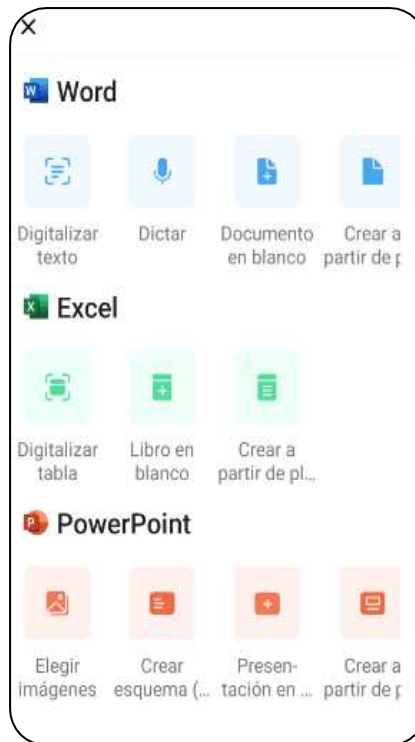 Word
Digitalizar
texto
Dictar
Documento
en blanco
Crear a
partir de p
Excel
Digitalizar
tabla
Libro en
blanco
Crear a
partir de pl...
PowerPoint
Elegir
imágenes
Crear
esquema (...
Presen-
tación en ...
Crear a
partir de p